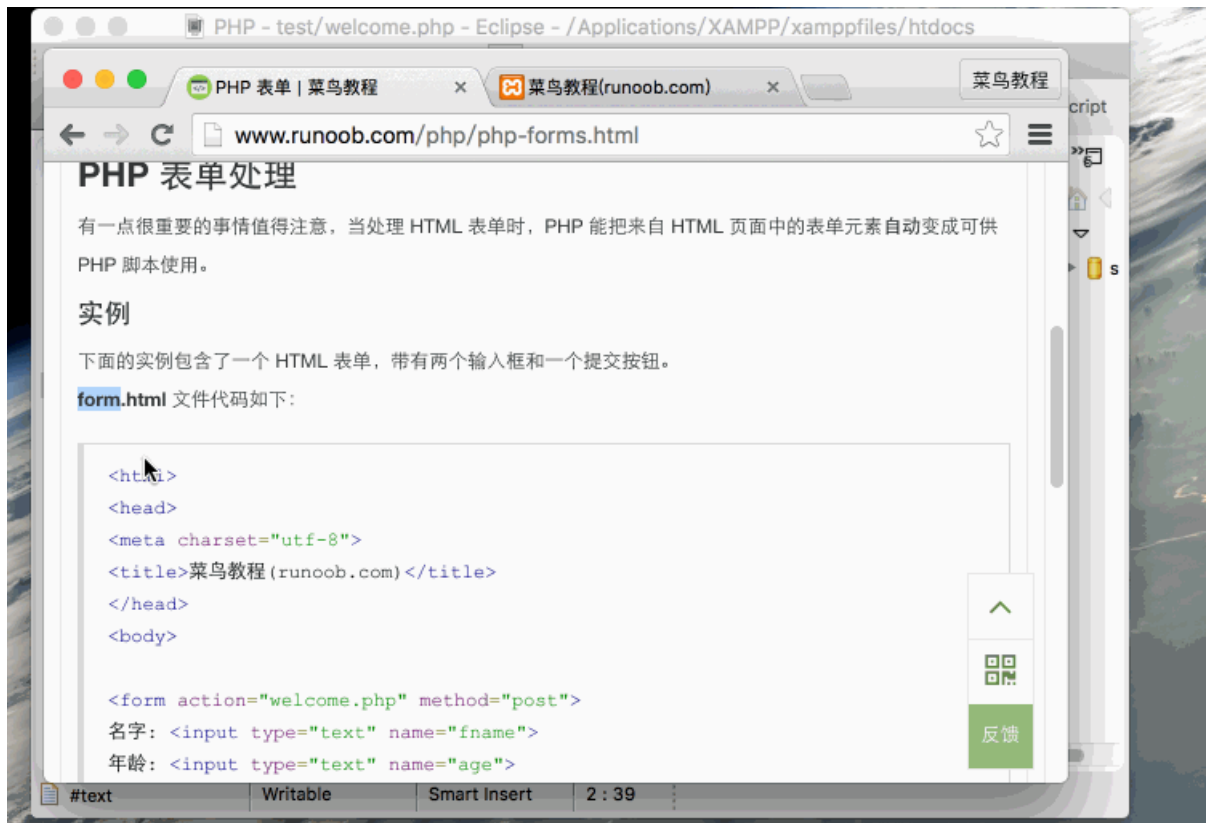 PHP - test/welcome.php - Eclipse - /Applications/XAMPP/xamppfiles/htdocs
PHP 表单 | 菜鸟教程
菜鸟教程(runoob.com)
菜鸟教程
cript
www.runoob.com/php/php-forms.html
PHP 表单处理
有一点很重要的事情值得注意，当处理 HTML 表单时，PHP 能把来自 HTML 页面中的表单元素自动变成可供
PHP 脚本使用。
s
实例
下面的实例包含了一个 HTML 表单，带有两个输入框和一个提交按钮。
form.html 文件代码如下:
<html>
<head>
<meta charset="utf-8">
<title>菜鸟教程(runoob.com)</title>
</head>
<body>
<form action="welcome.php" method="post">
名字: <input type="text" name="fname">
年龄: <input type="text" name="age">
反馈
#text
Writable
Smart Insert
2 : 39